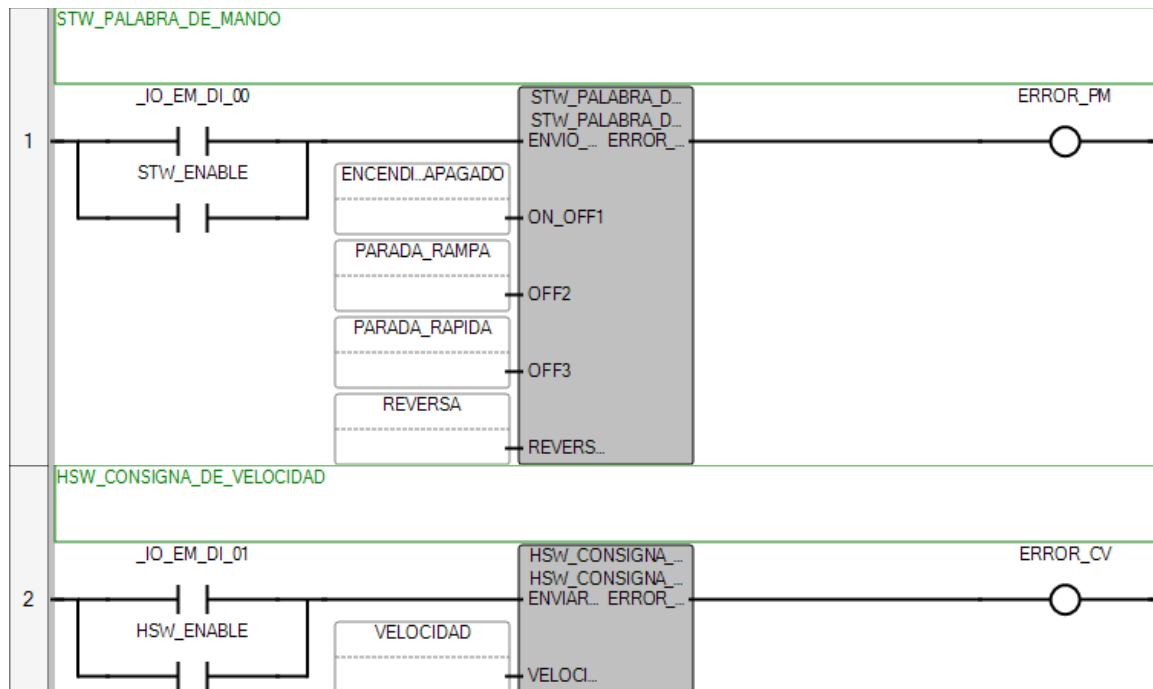 STW_PALABRA_DE_MANDO
_IO_EM_DI_00
STW_PALABRA_D...
ERROR_PM
STW_PALABRA_D...
1
ENVIO_... ERROR_...
STW_ENABLE
ENCENDI...APAGADO
ON_OFF1
PARADA_RAMPA
OFF2
PARADA_RAPIDA
OFF3
REVERSA
REVERS...
HSW_CONSIGNA_DE_VELOCIDAD
_IO_EM_DI_01
HSW_CONSIGNA_...
ERROR_CV
HSW_CONSIGNA_...
2
ENVIAR... ERROR_...
HSW_ENABLE
VELOCIDAD
VELOCI...